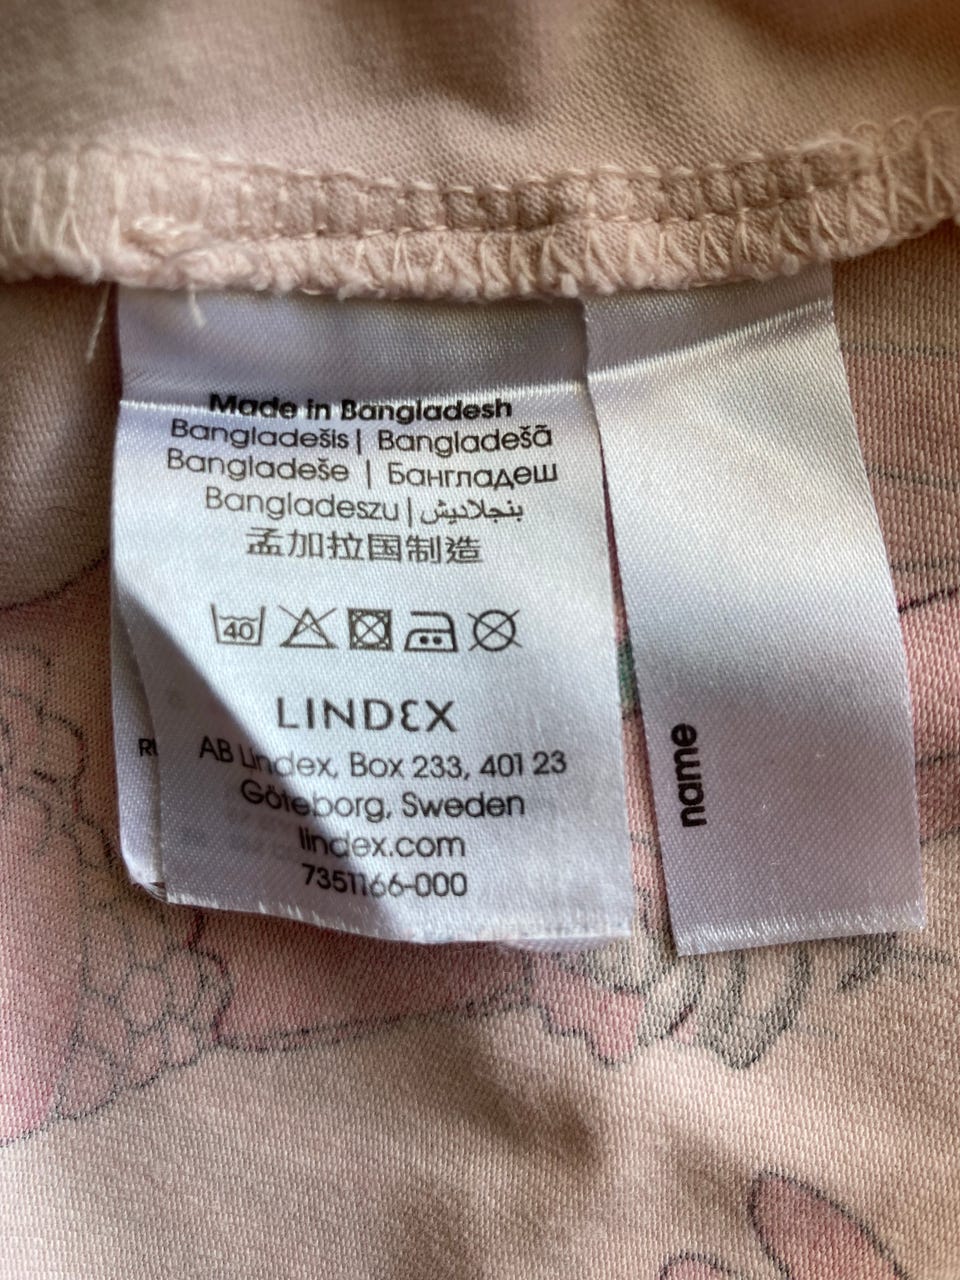 Made in Bangladesh
Bangladešis | Bangladešā
Bangladeše | Бангладеш
Bangladeszu | بنجلاديش
孟加拉国制造
40
LINDEX
AB Lindex, Box 233, 401 23
Göteborg, Sweden
lindex.com
7351166-000
name